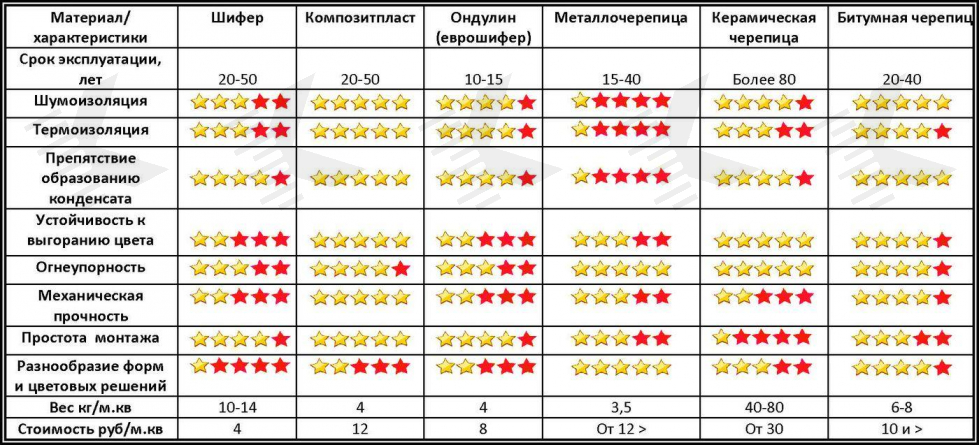 Материал/ характеристики Шифер Композитпласт Ондулин (еврошифер) Металлочерепица Керамическая черепица Битумная черепиц
Срок эксплуатации, лет 20-50 20-50 10-15 15-40 Более 80 20-40
Шумоизоляция
Термоизоляция
Препятствие образованию конденсата
Устойчивость к выгоранию цвета
Огнеупорность
Механическая прочность
Простота монтажа
Разнообразие форм и цветовых решений
Вес кг/м.кв 10-14 4 4 3,5 40-80 6-8
Стоимость руб/м.кв 4 12 8 От 12 > От 30 10 и >